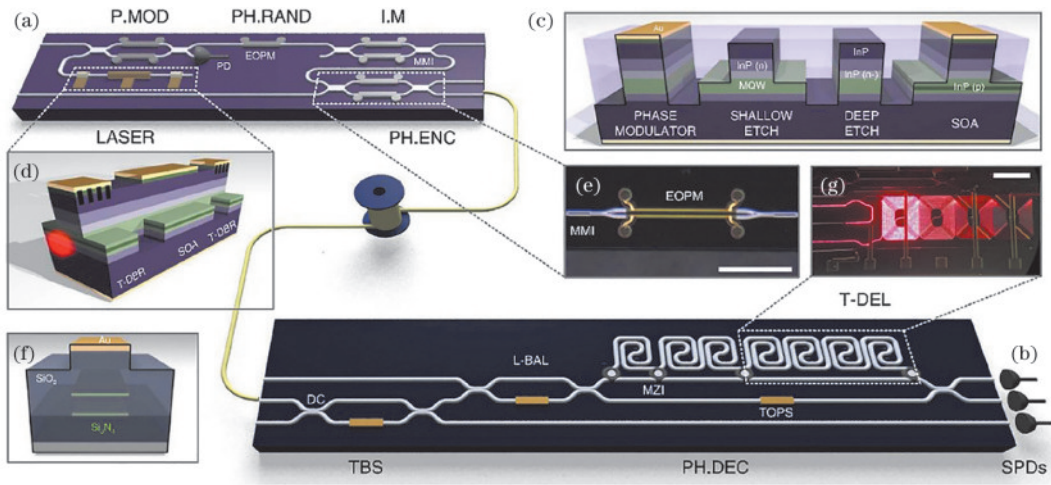 (a)
P.MOD
PH.RAND
I.M
EOPM
PD
MMI
LASER
PH.ENC
(c)
Au
InP
InP (n)
InP (n-)
MQW
InP (p)
PHASE
MODULATOR
SHALLOW
ETCH
DEEP
ETCH
SOA
(d)
T-DBR
SOA
T-DBR
(e)
EOPM
MMI
(g)
T-DEL
(f)
Au
SiO₂
Si₃N₄
(b)
L-BAL
DC
MZI
TOPS
TBS
PH.DEC
SPDs